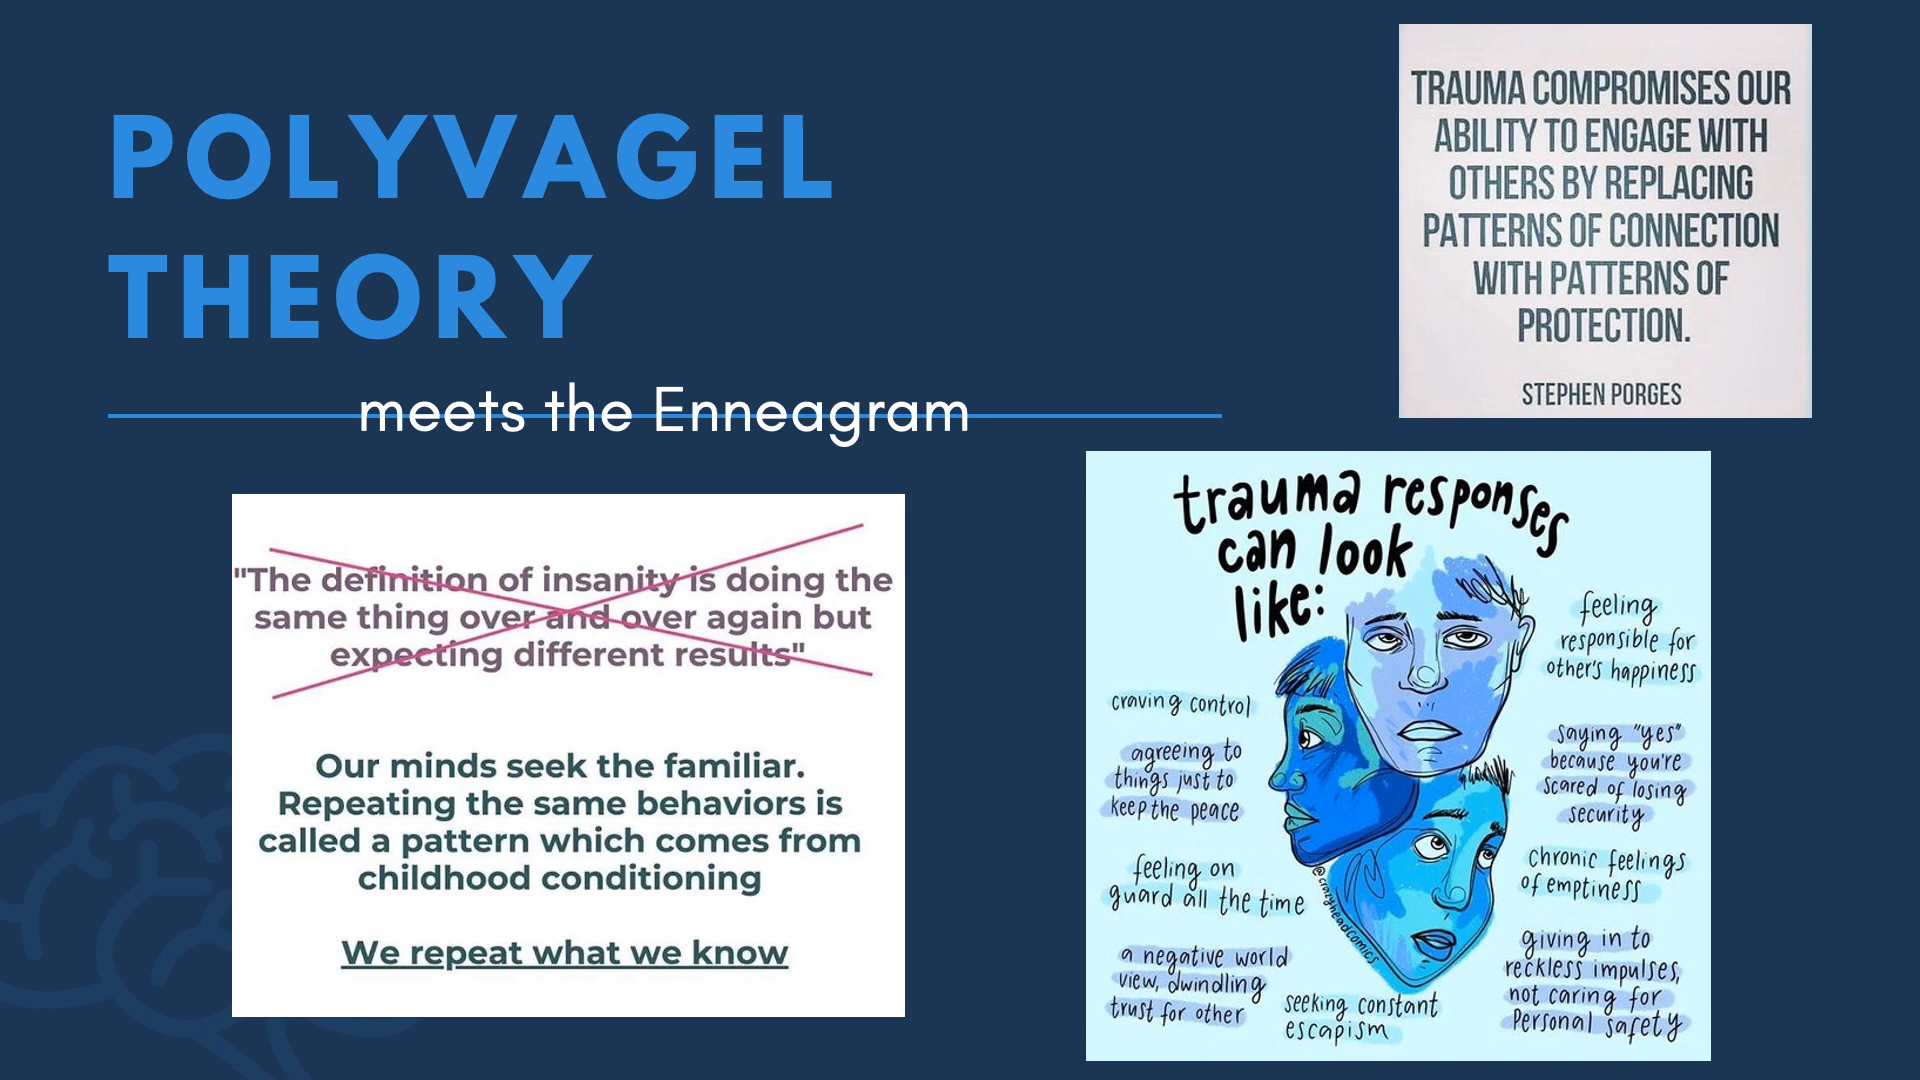 POLYVAGEL
THEORY
meets the Enneagram
TRAUMA COMPROMISES OUR
ABILITY TO ENGAGE WITH
OTHERS BY REPLACING
PATTERNS OF CONNECTION
WITH PATTERNS OF
PROTECTION.
STEPHEN PORGES
"The definition of insanity is doing the
same thing over and over again but
expecting different results"
Our minds seek the familiar.
Repeating the same behaviors is
called a pattern which comes from
childhood conditioning
We repeat what we know
trauma responses
can look
like:
craving control
agreeing to
things just to
keep the peace
feeling on
guard all the time
a negative world
view, dwindling
trust for other
seeking constant
escapism
feeling
responsible for
other's happiness
saying "yes"
because you're
scared of losing
security
chronic feelings
of emptiness
giving in to
reckless impulses,
not caring for
Personal safety
@crazyheadcomics